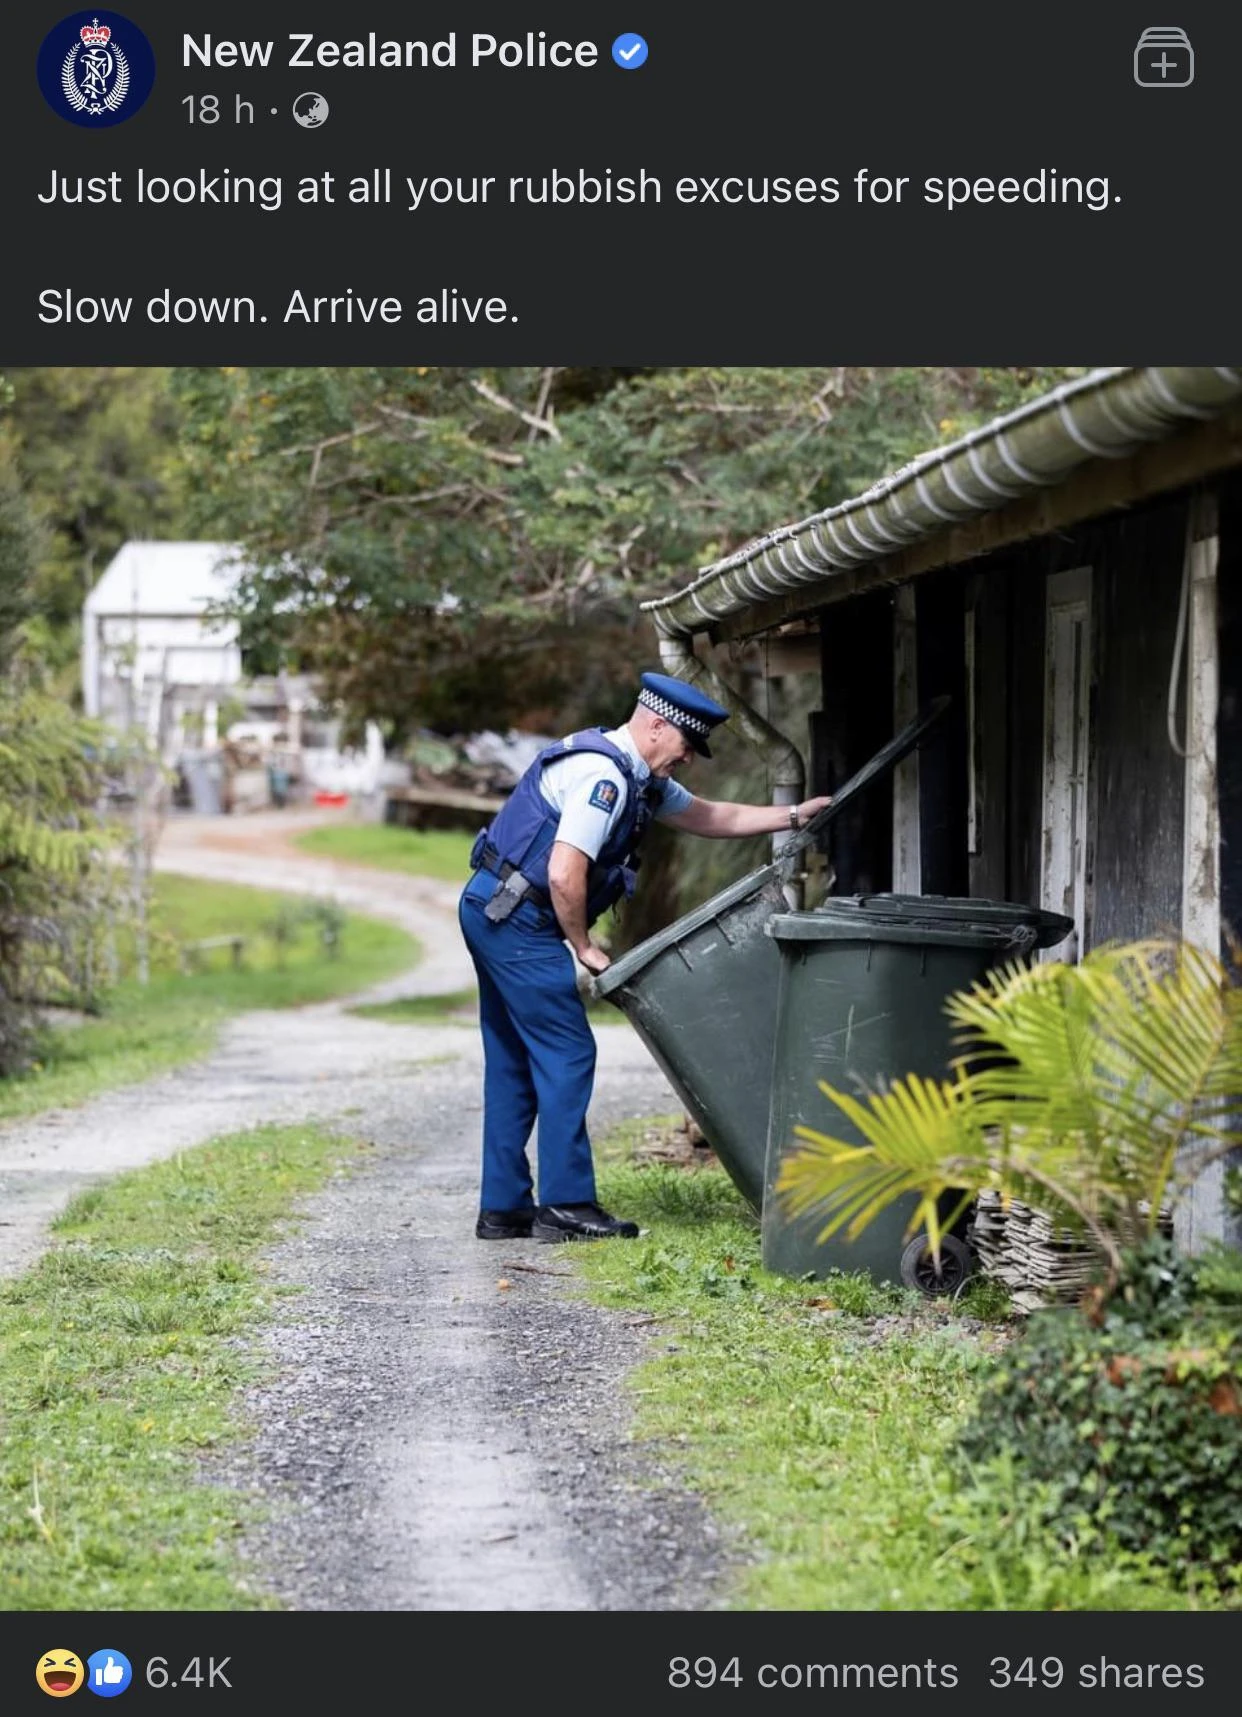 New Zealand Police
18 h ·
Just looking at all your rubbish excuses for speeding.
Slow down. Arrive alive.
6.4K
894 comments 349 shares